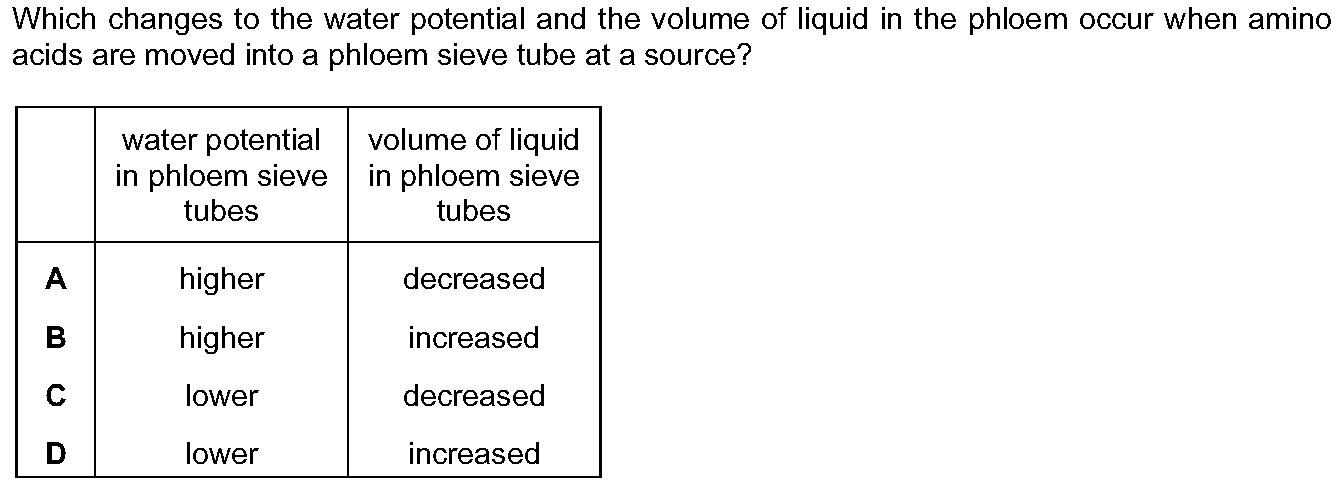 Which changes to the water potential and the volume of liquid in the phloem occur when amino
acids are moved into a phloem sieve tube at a source?
water potential
in phloem sieve
tubes
volume of liquid
in phloem sieve
tubes
A higher decreased
B higher increased
C lower decreased
D lower increased